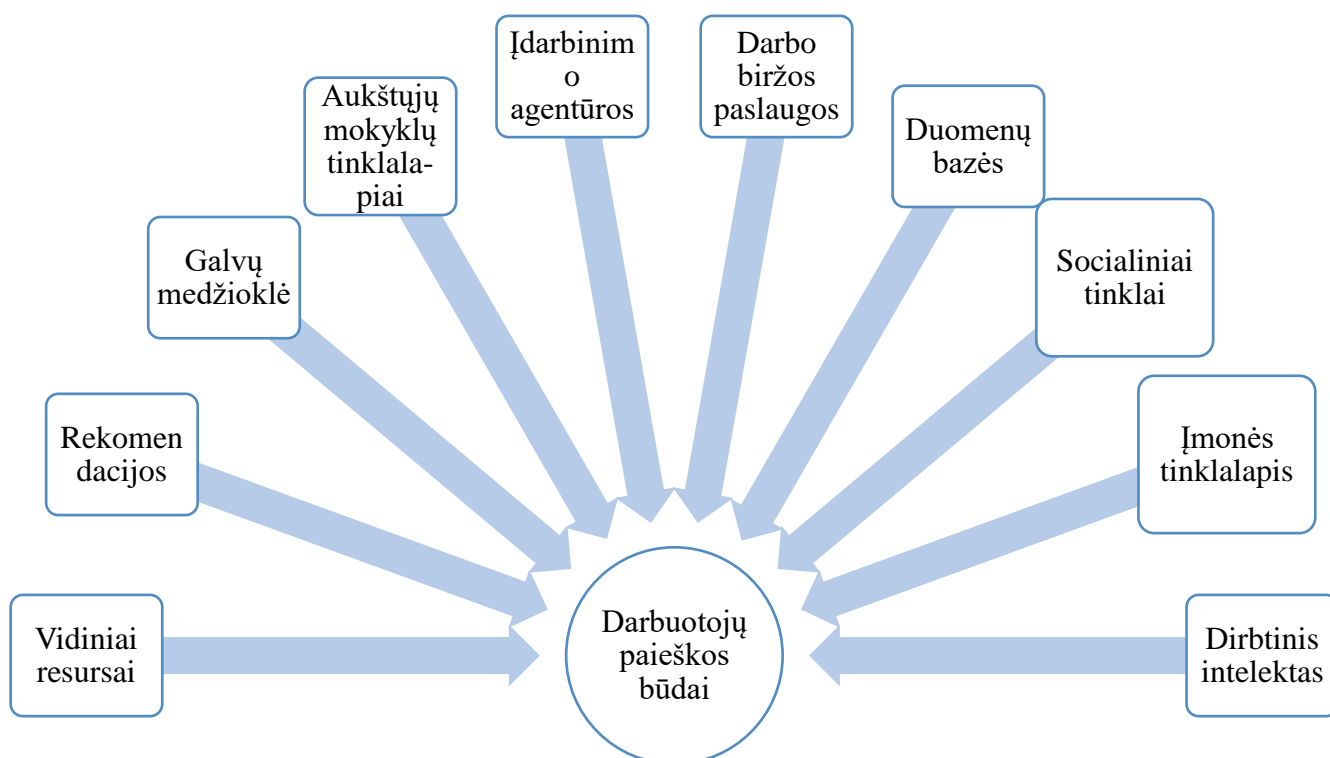 Vidiniai
resursai
Rekomen
dacijos
Galvų
medžioklė
Aukštųjų
mokyklų
tinklala-
piai
Įdarbinim
o
agentūros
Darbo
biržos
paslaugos
Duomenų
bazės
Socialiniai
tinklai
Įmonės
tinklalapis
Dirbtinis
intelektas
Darbuotojų
paieškos
būdai